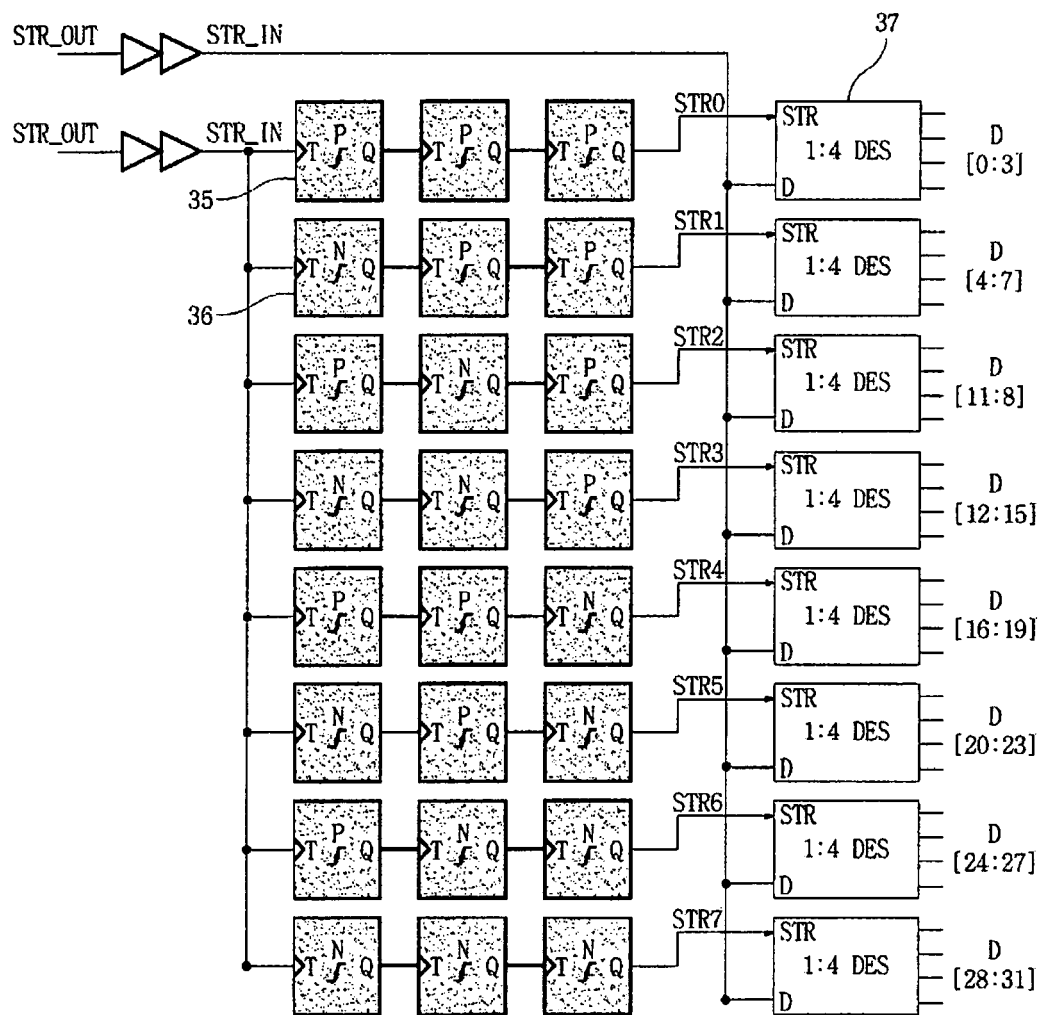 STR_OUT STR_IN 37
STR_OUT STR_IN
T P Q T P Q T P Q STR0 STR 1:4 DES D D [0:3]
35
T N Q T P Q T P Q STR1 STR 1:4 DES D D [4:7]
36
T P Q T N Q T P Q STR2 STR 1:4 DES D D [11:8]
T N Q T N Q T P Q STR3 STR 1:4 DES D D [12:15]
T P Q T P Q T N Q STR4 STR 1:4 DES D D [16:19]
T N Q T P Q T N Q STR5 STR 1:4 DES D D [20:23]
T P Q T N Q T N Q STR6 STR 1:4 DES D D [24:27]
T N Q T N Q T N Q STR7 STR 1:4 DES D D [28:31]